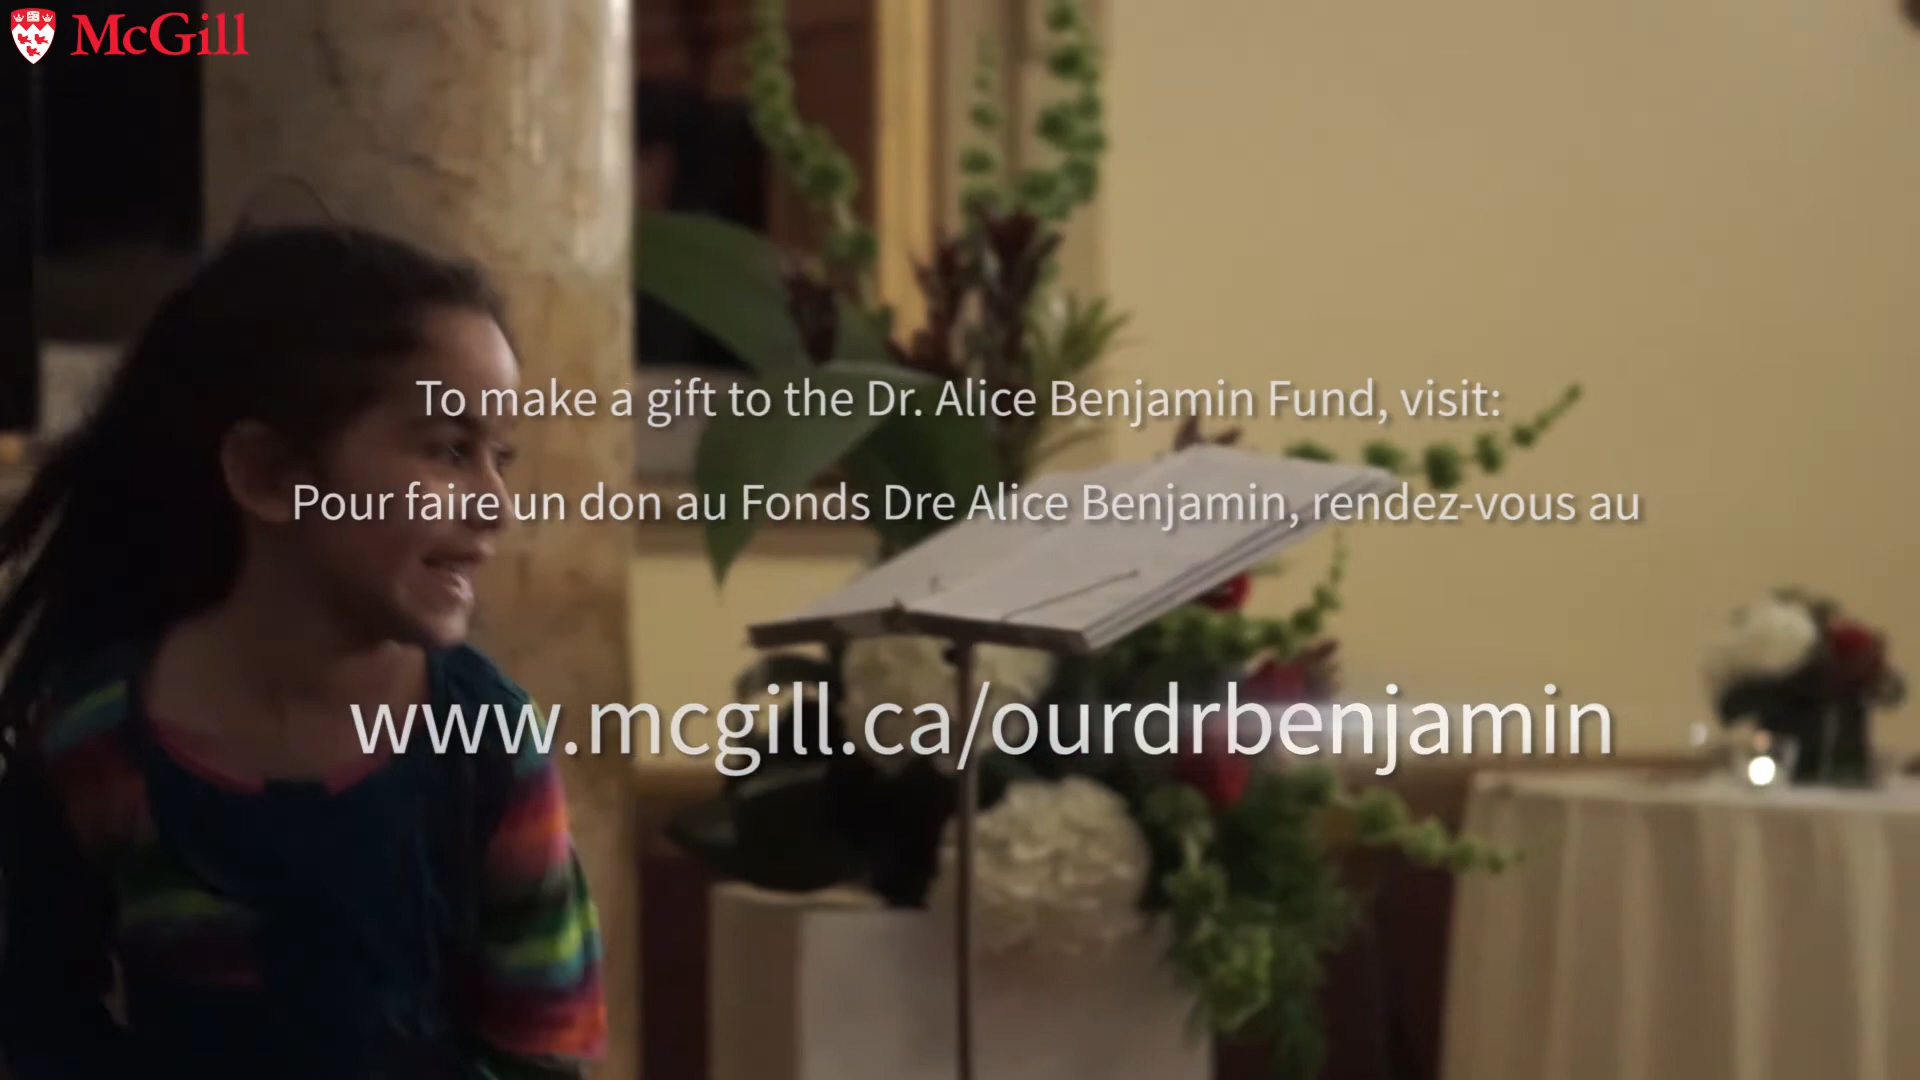 McGill
To make a gift to the Dr. Alice Benjamin Fund, visit:
Pour faire un don au Fonds Dre Alice Benjamin, rendez-vous au
www.mcgill.ca/ourdrbenjamin